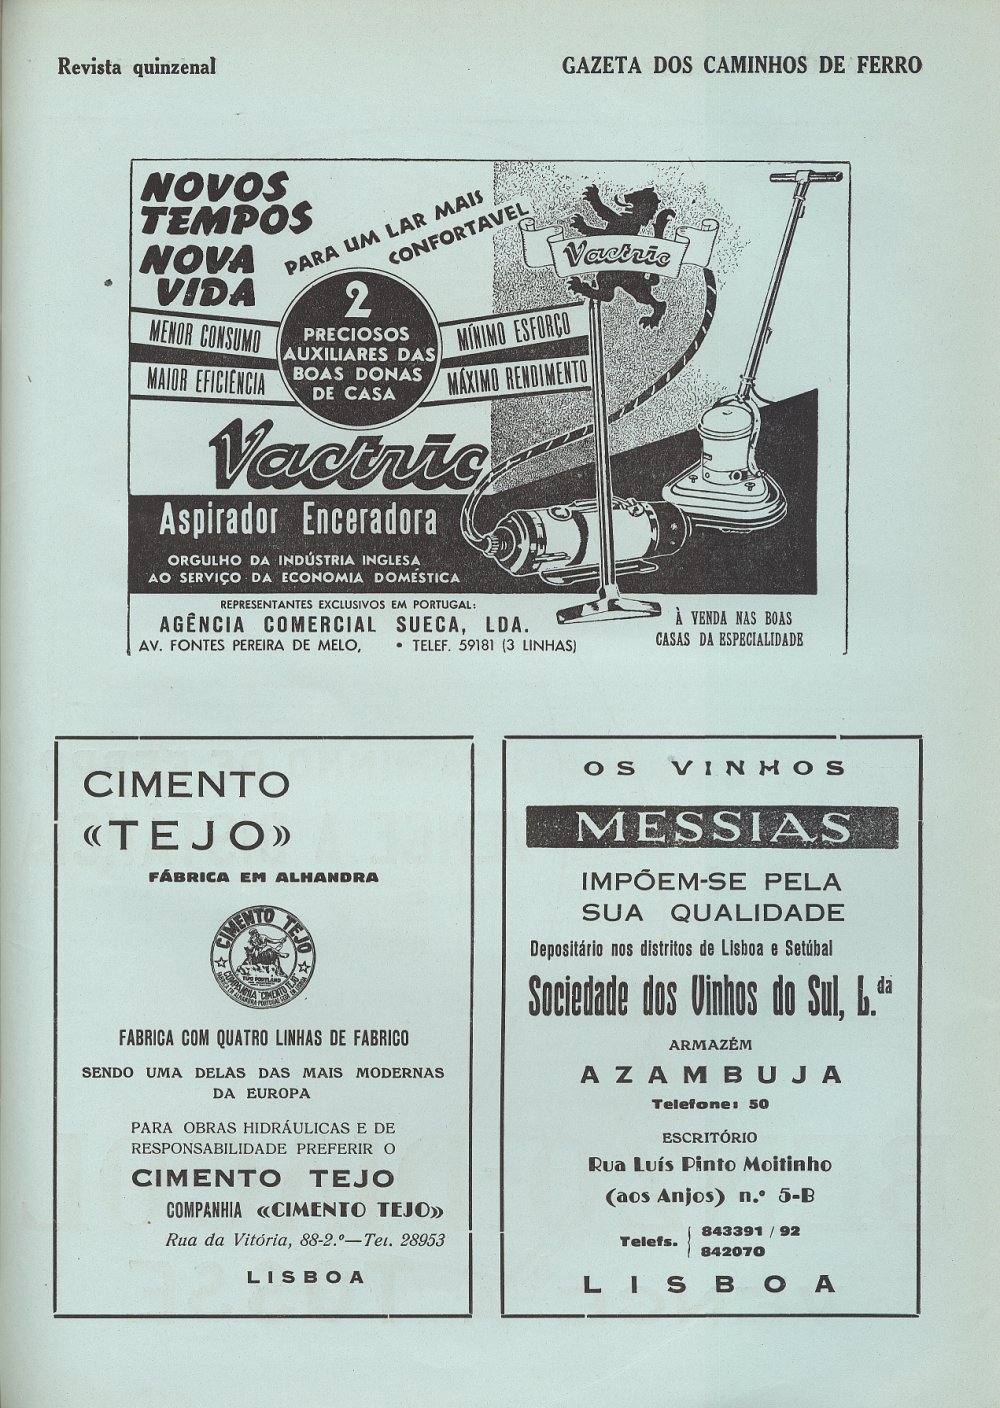 Revista quinzenal
GAZETA DOS CAMINHOS DE FERRO
NOVOS
TEMPOS
NOVA
VIDA
PARA UM LAR MAIS
CONFORTAVEL
Vactric
2
PRECIOSOS
AUXILIARES DAS
BOAS DONAS
DE CASA
MENOR CONSUMO
MAIOR EFICIÊNCIA
MÍNIMO ESFORÇO
MÁXIMO RENDIMENTO
Vactric
Aspirador Enceradora
ORGULHO DA INDÚSTRIA INGLESA
AO SERVIÇO DA ECONOMIA DOMÉSTICA
REPRESENTANTES EXCLUSIVOS EM PORTUGAL:
AGÊNCIA COMERCIAL SUECA, LDA.
AV. FONTES PEREIRA DE MELO, • TELEF. 59181 (3 LINHAS)
À VENDA NAS BOAS
CASAS DA ESPECIALIDADE
CIMENTO
«TEJO»
FÁBRICA EM ALHANDRA
CIMENTO TEJO
TIPO PORTLAND
COMPANHIA "CIMENTO TEJO"
FABRICA COM QUATRO LINHAS DE FABRICO
SENDO UMA DELAS DAS MAIS MODERNAS
DA EUROPA
PARA OBRAS HIDRÁULICAS E DE
RESPONSABILIDADE PREFERIR O
CIMENTO TEJO
COMPANHIA «CIMENTO TEJO»
Rua da Vitória, 88-2.º—Tel. 28953
LISBOA
OS VINHOS
MESSIAS
IMPÕEM-SE PELA
SUA QUALIDADE
Depositário nos distritos de Lisboa e Setúbal
Sociedade dos Vinhos do Sul, L.da
ARMAZÉM
AZAMBUJA
Telefone: 50
ESCRITÓRIO
Rua Luís Pinto Moitinho
(aos Anjos) n.º 5-B
Telefs. 843391 / 92
842070
LISBOA